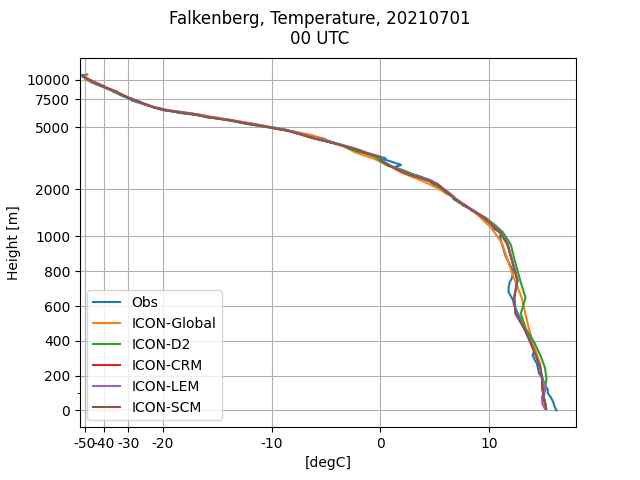 Falkenberg, Temperature, 20210701
00 UTC
10000
7500
5000
2000
1000
800
600
400
200
0
Height [m]
Obs
ICON-Global
ICON-D2
ICON-CRM
ICON-LEM
ICON-SCM
-50 -40 -30 -20 -10 0 10
[degC]